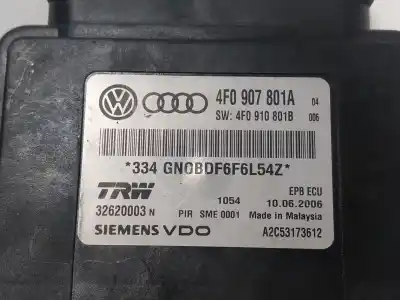 4F0 907 801A 04
SW: 4F0 910 801B 006
*334 GNQBDF6F6L54Z*
TRW EPB ECU
32620003 N 1054 10.06.2006
PIR SME 0001 Made in Malaysia
SIEMENS VDO A2C53173612